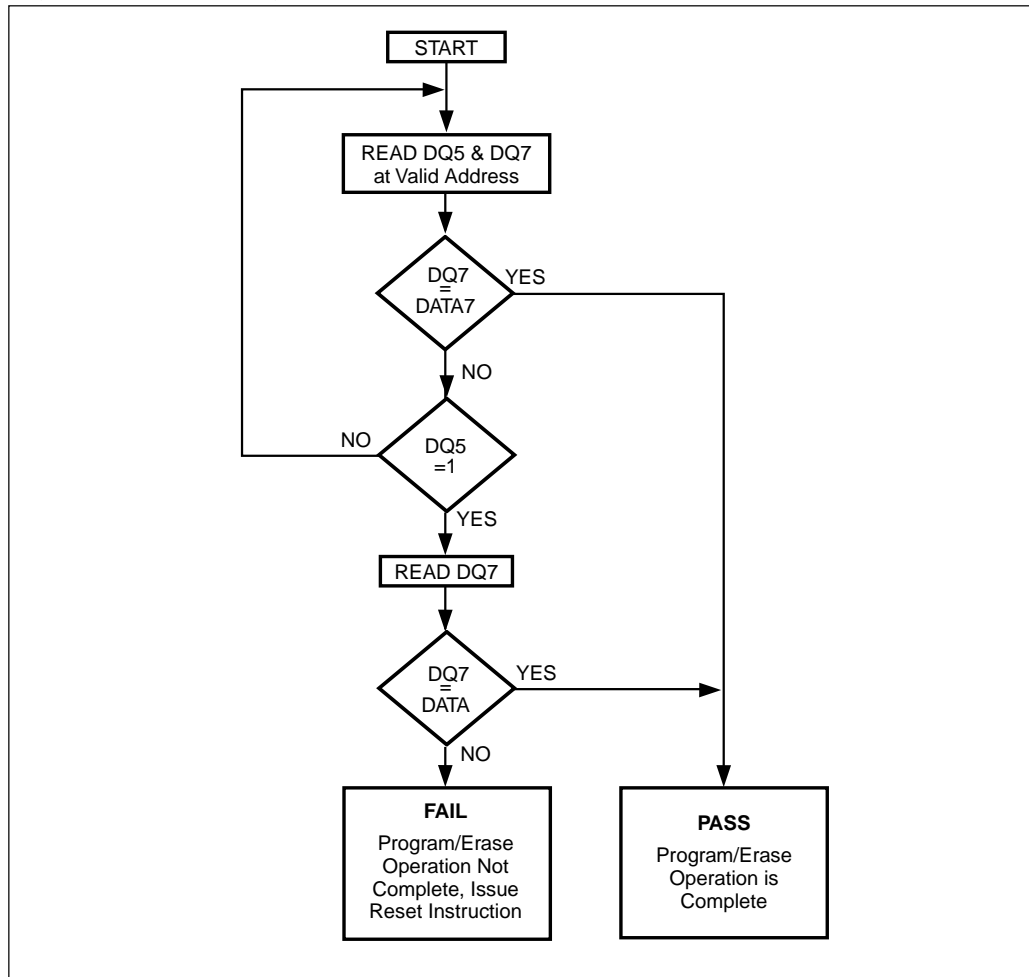 START
READ DQ5 & DQ7
at Valid Address
DQ7
=
DATA7
YES
NO
DQ5
=1
NO
YES
READ DQ7
DQ7
=
DATA
YES
NO
FAIL
Program/Erase
Operation Not
Complete, Issue
Reset Instruction
PASS
Program/Erase
Operation is
Complete